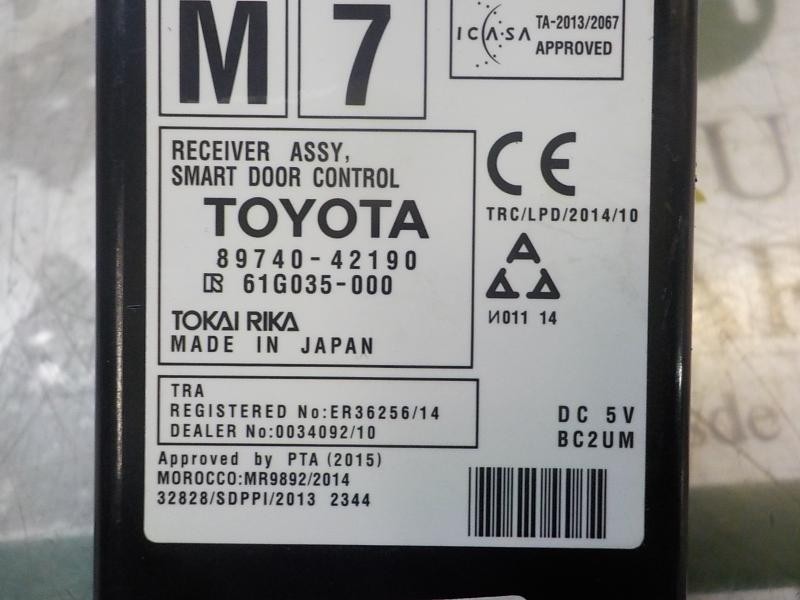 M 7
ICASA TA-2013/2067
APPROVED
RECEIVER ASSY,
SMART DOOR CONTROL
TOYOTA
89740-42190
61G035-000
TOKAI RIKA
MADE IN JAPAN
CE
TRC/LPD/2014/10
И011 14
TRA
REGISTERED No:ER36256/14
DEALER No:0034092/10
DC 5V
BC2UM
Approved by PTA (2015)
MOROCCO:MR9892/2014
32828/SDPPI/2013 2344